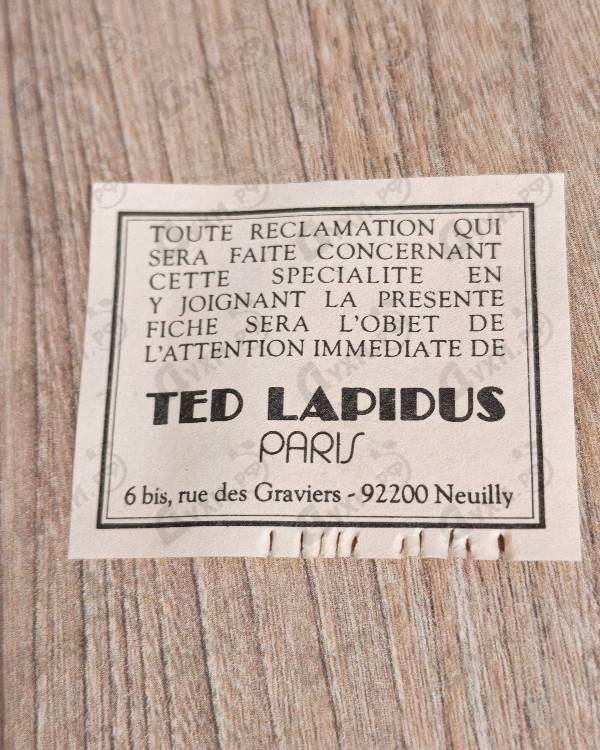 TOUTE RECLAMATION QUI
SERA FAITE CONCERNANT
CETTE SPECIALITE EN
Y JOIGNANT LA PRESENTE
FICHE SERA L'OBJET DE
L'ATTENTION IMMEDIATE DE
TED LAPIDUS
PARIS
6 bis, rue des Graviers - 92200 Neuilly